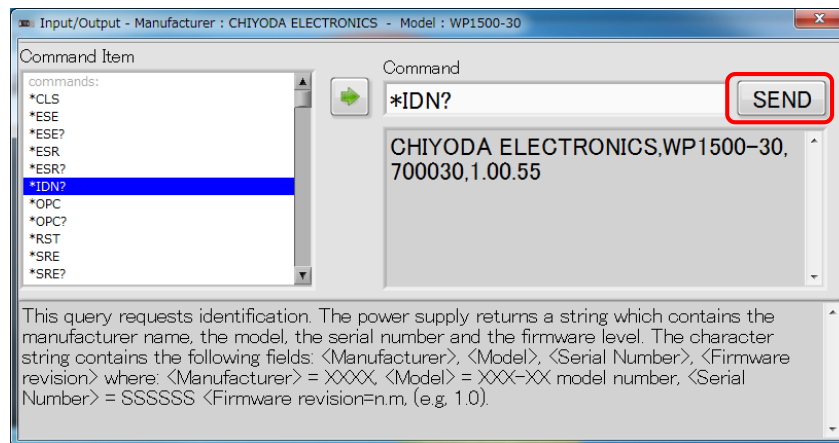 Input/Output - Manufacturer : CHIYODA ELECTRONICS  - Model : WP1500-30
x
Command Item
commands:
*CLS
*ESE
*ESE?
*ESR
*ESR?
*IDN?
*OPC
*OPC?
*RST
*SRE
*SRE?
Command
*IDN?
SEND
CHIYODA ELECTRONICS,WP1500-30,
700030,1.00.55
This query requests identification. The power supply returns a string which contains the
manufacturer name, the model, the serial number and the firmware level. The character
string contains the following fields: <Manufacturer>, <Model>, <Serial Number>, <Firmware
revision> where: <Manufacturer> = XXXX, <Model> = XXX-XX model number, <Serial
Number> = SSSSSS <Firmware revision=n.m, (e.g, 1.0).